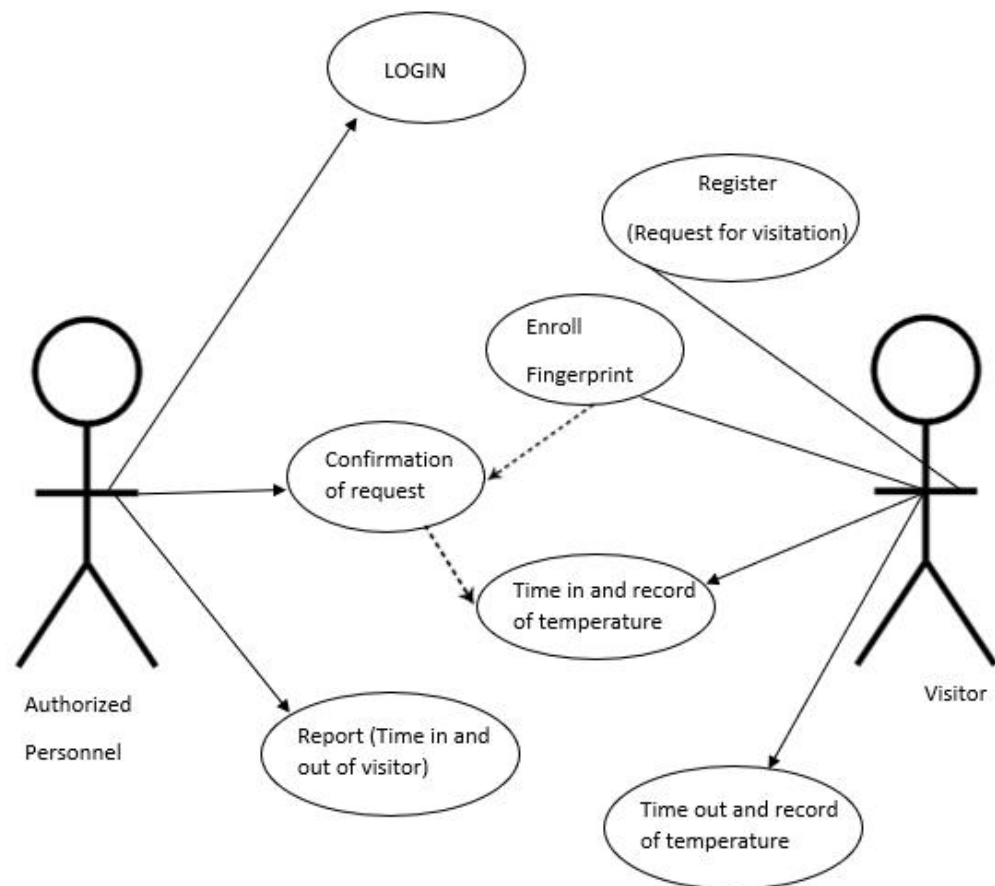 LOGIN
Register
(Request for visitation)
Enroll
Fingerprint
Confirmation
of request
Time in and record
of temperature
Authorized
Personnel
Visitor
Report (Time in and
out of visitor)
Time out and record
of temperature